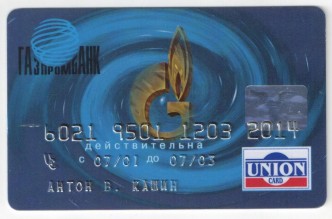 ГАЗПРОМБАНК
6021 9501 1203 2014
действительна
с 07/01 до 07/03
UNION
CARD
АНТОН В. КАШИН